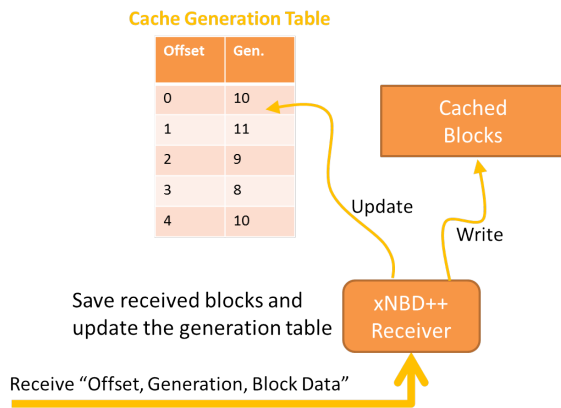 Cache Generation Table
Offset Gen.
0 10
1 11
2 9
3 8
4 10
Cached
Blocks
Update
Write
Save received blocks and
update the generation table
xNBD++
Receiver
Receive “Offset, Generation, Block Data”